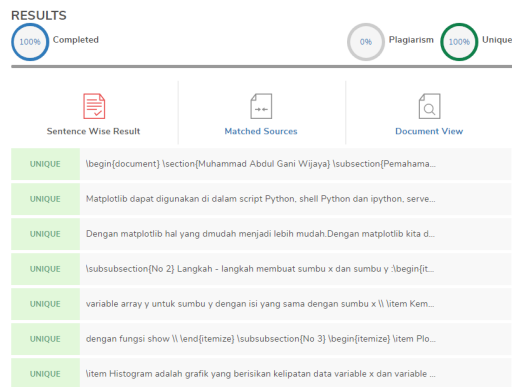 RESULTS
100% Completed 0% Plagiarism 100% Unique
Sentence Wise Result Matched Sources Document View
UNIQUE \begin{document} \section{Muhammad Abdul Gani Wijaya} \subsection{Pemahama...
UNIQUE Matplotlib dapat digunakan di dalam script Python, shell Python dan ipython, serve...
UNIQUE Dengan matplotlib hal yang dmudah menjadi lebih mudah.Dengan matplotlib kita d...
UNIQUE \subsubsection{No 2} Langkah - langkah membuat sumbu x dan sumbu y :\begin{it...
UNIQUE variable array y untuk sumbu y dengan isi yang sama dengan sumbu x \\ \item Kem...
UNIQUE dengan fungsi show \\ \end{itemize} \subsubsection{No 3} \begin{itemize} \item Plo...
UNIQUE \item Histogram adalah grafik yang berisikan kelipatan data variable x dan variable ...